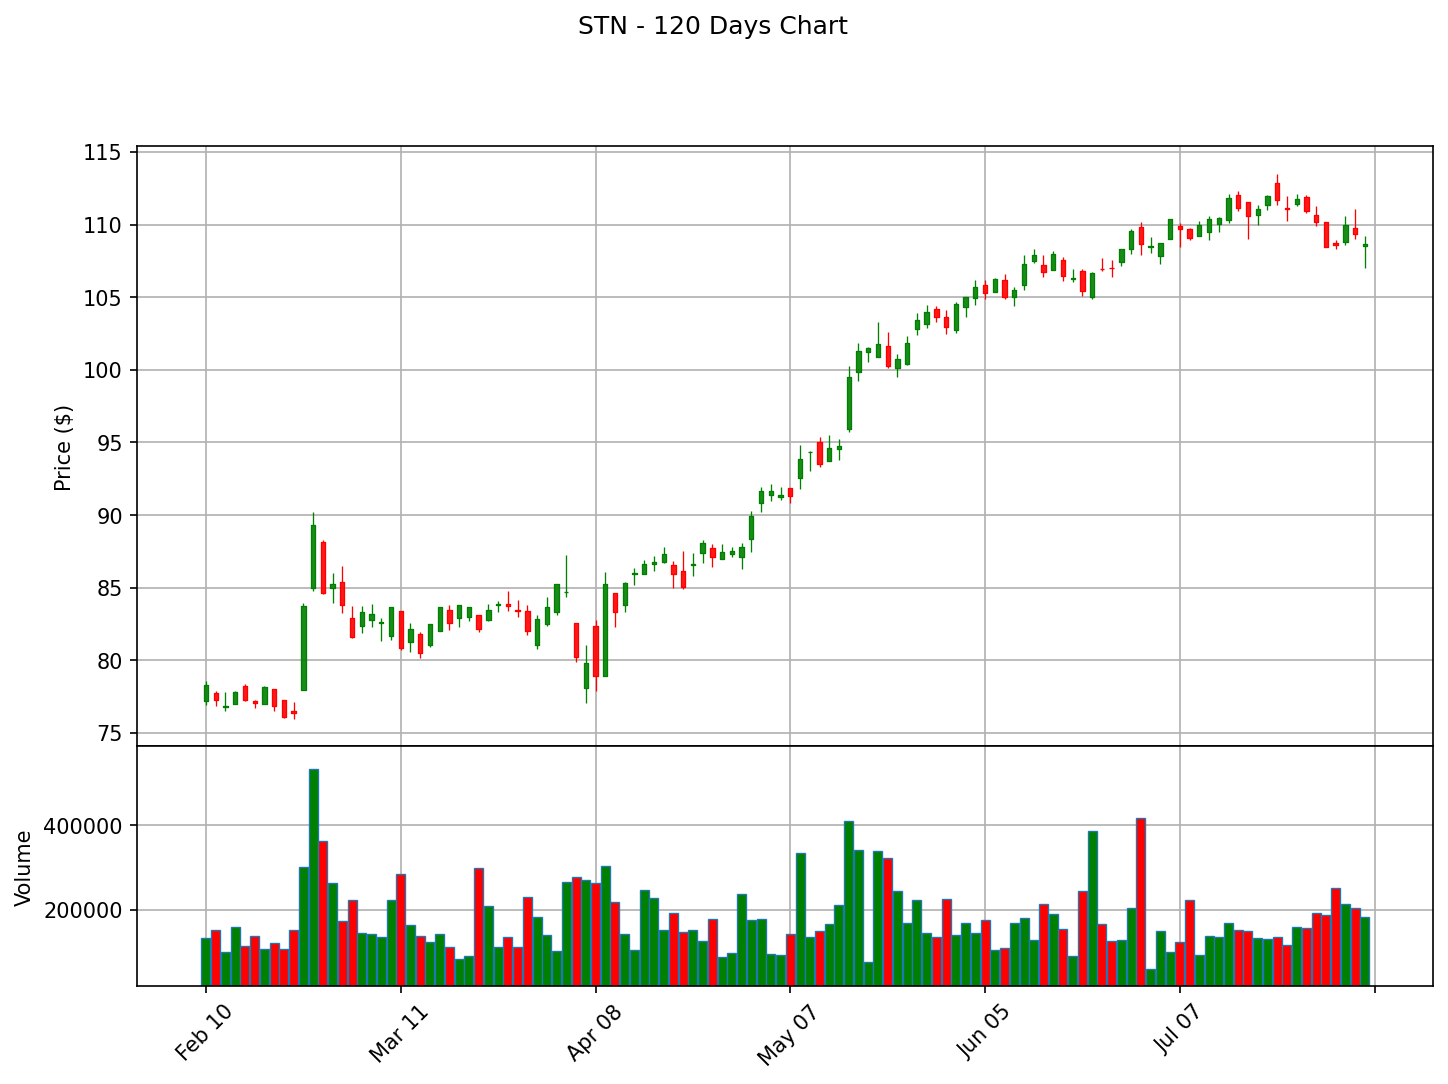 STN - 120 Days Chart
115
110
105
100
95
90
85
80
75
Price ($)
400000
200000
Volume
Feb 10
Mar 11
Apr 08
May 07
Jun 05
Jul 07